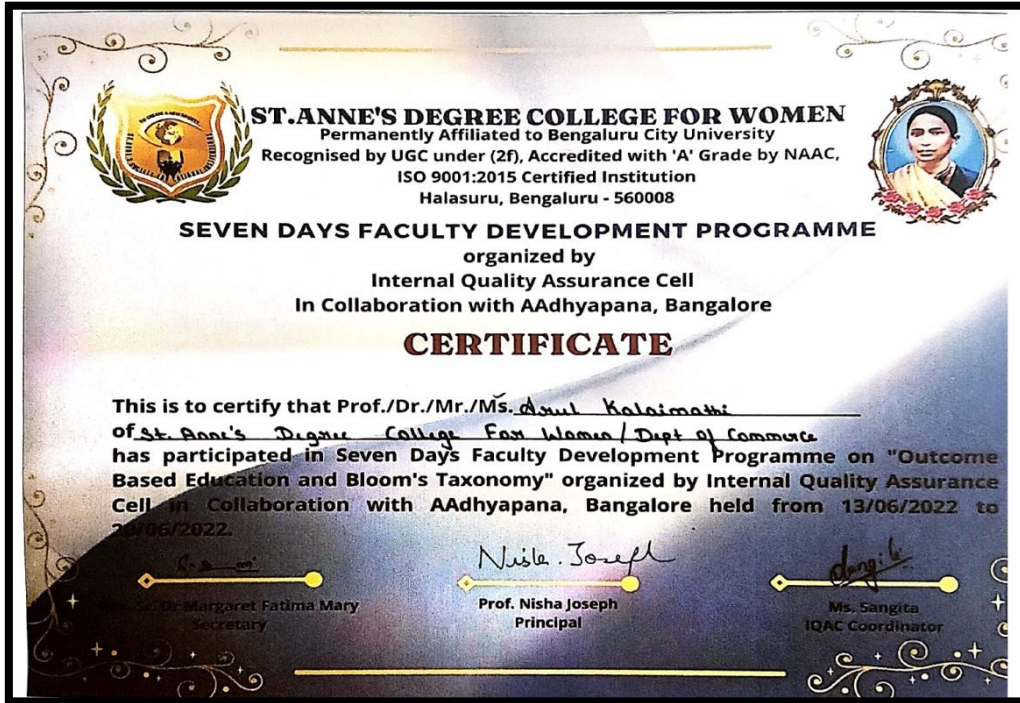 ST.ANNE'S DEGREE COLLEGE FOR WOMEN
Permanently Affiliated to Bengaluru City University
Recognised by UGC under (2f), Accredited with 'A' Grade by NAAC,
ISO 9001:2015 Certified Institution
Halasuru, Bengaluru - 560008
SEVEN DAYS FACULTY DEVELOPMENT PROGRAMME
organized by
Internal Quality Assurance Cell
In Collaboration with AAdhyapana, Bangalore
CERTIFICATE
This is to certify that Prof./Dr./Mr./Ms. Arul Kalaimathi
of St. Anne's Degree College For Women / Dept of Commerce
has participated in Seven Days Faculty Development Programme on "Outcome
Based Education and Bloom's Taxonomy" organized by Internal Quality Assurance
Cell in Collaboration with AAdhyapana, Bangalore held from 13/06/2022 to
20/06/2022.
Nisha Joseph
Rev. Sr. Dr Margaret Fatima Mary
Secretary
Prof. Nisha Joseph
Principal
Ms. Sangita
IQAC Coordinator